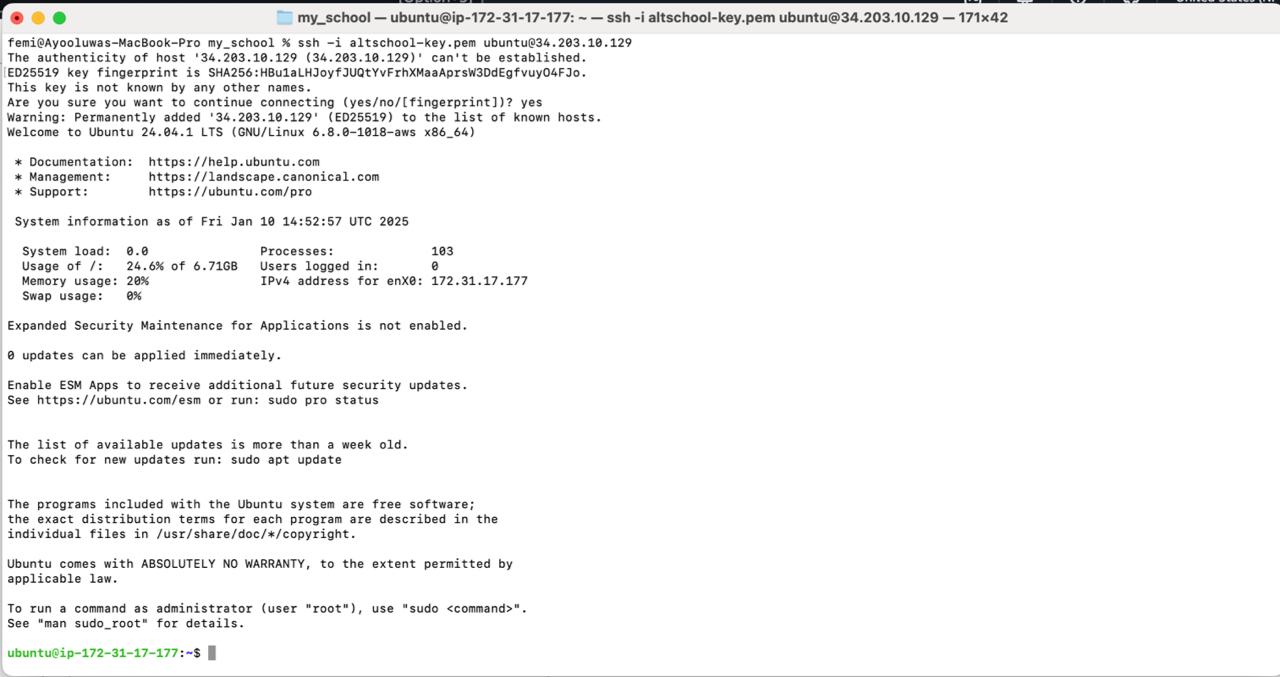 my_school — ubuntu@ip-172-31-17-177: ~ — ssh -i altschool-key.pem ubuntu@34.203.10.129 — 171×42
femi@Ayooluwas-MacBook-Pro my_school % ssh -i altschool-key.pem ubuntu@34.203.10.129
The authenticity of host '34.203.10.129 (34.203.10.129)' can't be established.
ED25519 key fingerprint is SHA256:HBu1aLHJoyfJUQtYvFrhXMaaAprsW3DdEgfvuyO4FJo.
This key is not known by any other names.
Are you sure you want to continue connecting (yes/no/[fingerprint])? yes
Warning: Permanently added '34.203.10.129' (ED25519) to the list of known hosts.
Welcome to Ubuntu 24.04.1 LTS (GNU/Linux 6.8.0-1018-aws x86_64)
* Documentation:  https://help.ubuntu.com
* Management:     https://landscape.canonical.com
* Support:        https://ubuntu.com/pro
System information as of Fri Jan 10 14:52:57 UTC 2025
System load:  0.0               Processes:             103
Usage of /:   24.6% of 6.71GB   Users logged in:       0
Memory usage: 20%               IPv4 address for enX0: 172.31.17.177
Swap usage:   0%
Expanded Security Maintenance for Applications is not enabled.
0 updates can be applied immediately.
Enable ESM Apps to receive additional future security updates.
See https://ubuntu.com/esm or run: sudo pro status
The list of available updates is more than a week old.
To check for new updates run: sudo apt update
The programs included with the Ubuntu system are free software;
the exact distribution terms for each program are described in the
individual files in /usr/share/doc/*/copyright.
Ubuntu comes with ABSOLUTELY NO WARRANTY, to the extent permitted by
applicable law.
To run a command as administrator (user "root"), use "sudo <command>".
See "man sudo_root" for details.
ubuntu@ip-172-31-17-177:~$